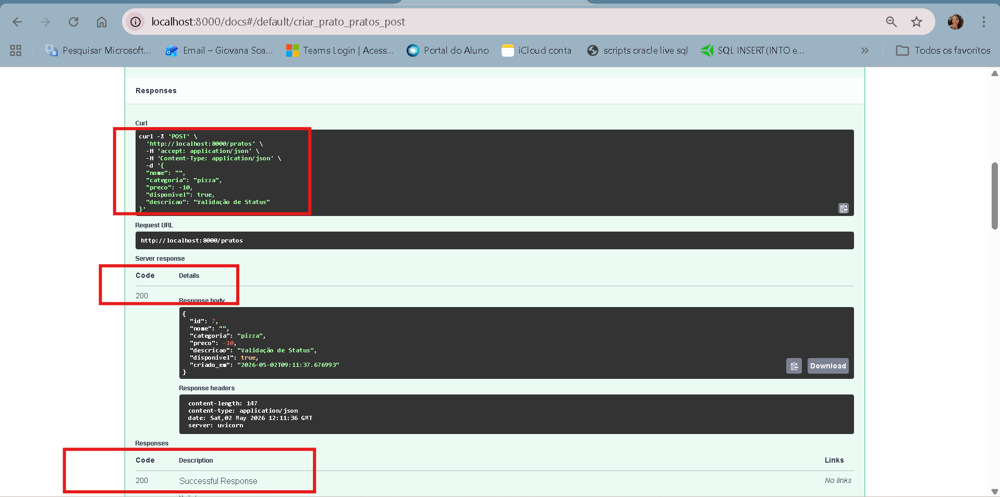 localhost:8000/docs#/default/criar_prato_pratos_post
Pesquisar Microsoft...
Email – Giovana Soa...
Teams Login | Acess...
Portal do Aluno
iCloud conta
scripts oracle live sql
SQL INSERT(INTO e...
»
Todos os favoritos
Responses
Curl
curl -X 'POST' \
'http://localhost:8000/pratos' \
-H 'accept: application/json' \
-H 'Content-Type: application/json' \
-d '{
"nome": "",
"categoria": "pizza",
"preco": -10,
"disponivel": true,
"descricao": "Validação de Status"
}'
Request URL
http://localhost:8000/pratos
Server response
Code Details
200
Response body
{
"id": 7,
"nome": "",
"categoria": "pizza",
"preco": -10,
"descricao": "Validação de Status",
"disponivel": true,
"criado_em": "2026-05-02T09:11:37.676993"
}
Download
Response headers
content-length: 147
content-type: application/json
date: Sat,02 May 2026 12:11:36 GMT
server: uvicorn
Responses
Code Description Links
200 Successful Response No links